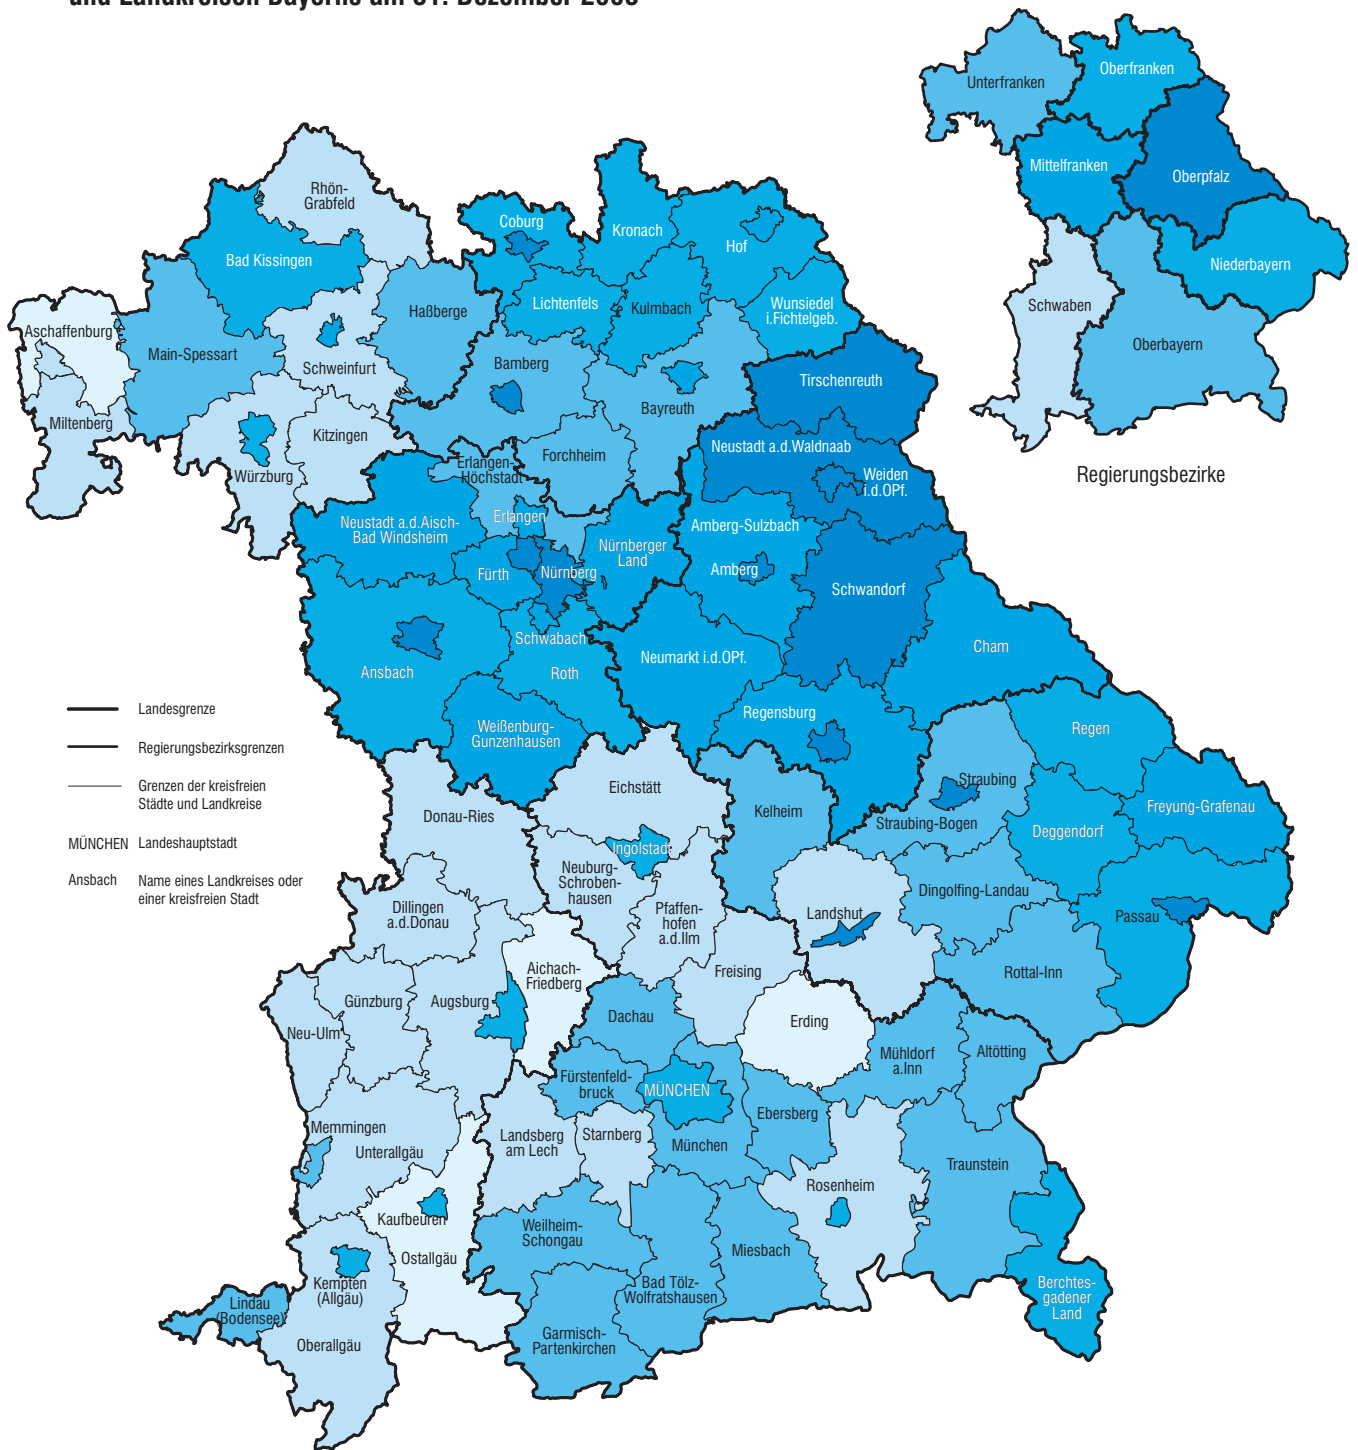 Unterfranken
Oberfranken
Mittelfranken
Oberpfalz
Niederbayern
Schwaben
Oberbayern
Regierungsbezirke
Rhön-
Grabfeld
Bad Kissingen
Coburg
Kronach
Hof
Lichtenfels
Kulmbach
Wunsiedel
i.Fichtelgeb.
Haßberge
Aschaffenburg
Main-Spessart
Schweinfurt
Bamberg
Bayreuth
Tirschenreuth
Miltenberg
Kitzingen
Würzburg
Forchheim
Erlangen-
Höchstadt
Neustadt a.d.Waldnaab
Weiden
i.d.OPf.
Erlangen
Neustadt a.d.Aisch-
Bad Windsheim
Nürnberger
Land
Amberg-Sulzbach
Fürth
Nürnberg
Amberg
Schwandorf
Schwabach
Roth
Ansbach
Neumarkt i.d.OPf.
Cham
Weißenburg-
Gunzenhausen
Regensburg
Regen
Landesgrenze
Regierungsbezirksgrenzen
Grenzen der kreisfreien
Städte und Landkreise
MÜNCHEN Landeshauptstadt
Ansbach Name eines Landkreises oder
einer kreisfreien Stadt
Eichstätt
Donau-Ries
Kelheim
Straubing
Straubing-Bogen
Deggendorf
Freyung-Grafenau
Ingolstadt
Neuburg-
Schroben-
hausen
Dingolfing-Landau
Dillingen
a.d.Donau
Pfaffen-
hofen
a.d.Ilm
Landshut
Passau
Aichach-
Friedberg
Freising
Rottal-Inn
Günzburg
Augsburg
Dachau
Erding
Neu-Ulm
Mühldorf
a.Inn
Altötting
Fürstenfeld-
bruck
MÜNCHEN
Ebersberg
Memmingen
Unterallgäu
Landsberg
am Lech
Starnberg
München
Traunstein
Rosenheim
Kaufbeuren
Ostallgäu
Weilheim-
Schongau
Miesbach
Kempten
(Allgäu)
Bad Tölz-
Wolfratshausen
Berchtes-
gadener
Land
Lindau
(Bodensee)
Oberallgäu
Garmisch-
Partenkirchen